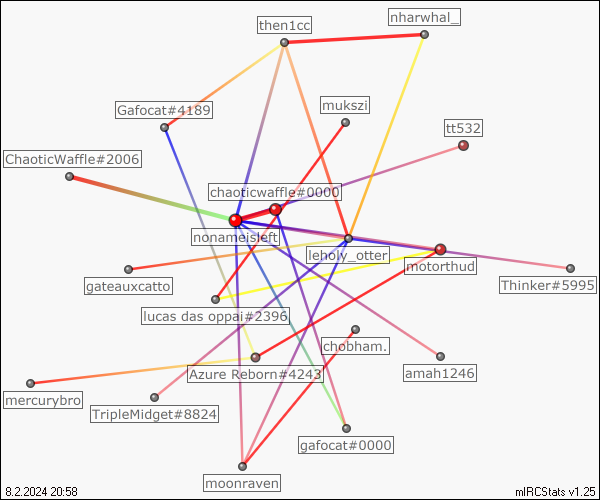 nharwhal_
then1cc
mukszi
Gafocat#4189
tt532
ChaoticWaffle#2006
chaoticwaffle#0000
nonameisleft
leholy_otter
motorthud
gateauxcatto
Thinker#5995
lucas das oppai#2396
chobham.
Azure Reborn#4243
amah1246
mercurybro
TripleMidget#8824
gafocat#0000
moonraven
8.2.2024 20:58
mIRCStats v1.25